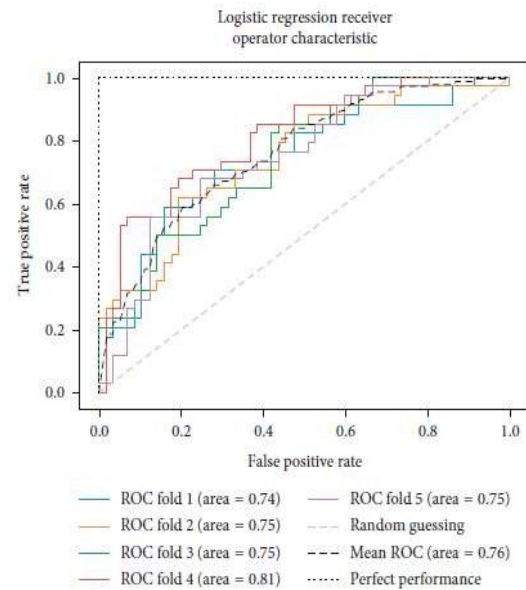 Logistic regression receiver
operator characteristic
1.0
0.8
0.6
0.4
0.2
0.0
True positive rate
0.0 0.2 0.4 0.6 0.8 1.0
False positive rate
ROC fold 1 (area = 0.74)
ROC fold 2 (area = 0.75)
ROC fold 3 (area = 0.75)
ROC fold 4 (area = 0.81)
ROC fold 5 (area = 0.75)
Random guessing
Mean ROC (area = 0.76)
Perfect performance